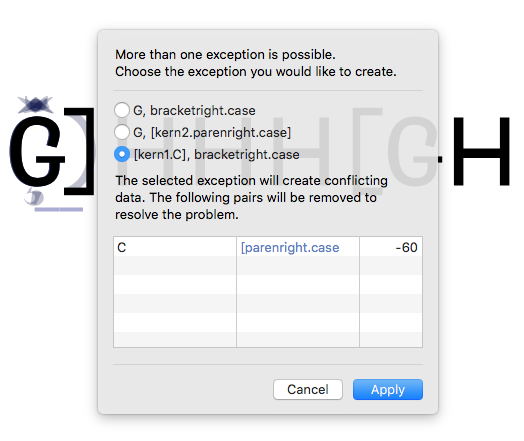 More than one exception is possible.
Choose the exception you would like to create.
G, bracketright.case
G, [kern2.parenright.case]
[kern1.C], bracketright.case
G]HHH[G-H
The selected exception will create conflicting
data. The following pairs will be removed to
resolve the problem.
C [parenright.case -60
Cancel Apply